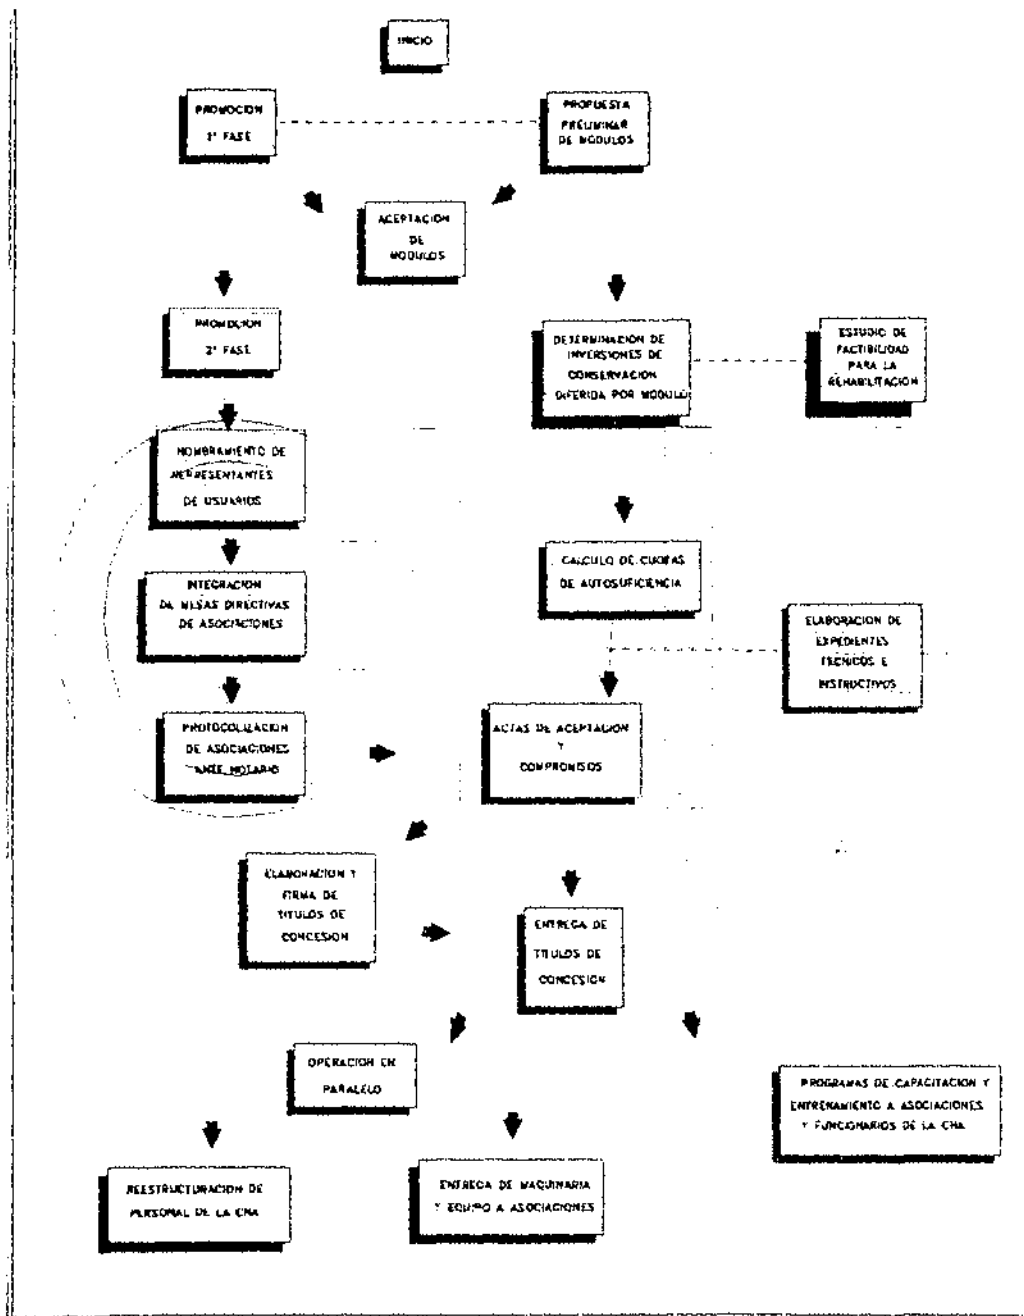 INICIO
PROMOCION
1ª FASE
PROPUESTA
PRELIMINAR
DE MODULOS
ACEPTACION
DE
MODULOS
PROMOCION
2ª FASE
DETERMINACION DE
INVERSIONES DE
CONSERVACION
DIFERIDA POR MODULO
ESTUDIO DE
FACTIBILIDAD
PARA LA
REHABILITACION
NOMBRAMIENTO DE
REPRESENTANTES
DE USUARIOS
CALCULO DE CUOTAS
DE AUTOSUFICIENCIA
INTEGRACION
DE MESAS DIRECTIVAS
DE ASOCIACIONES
ELABORACION DE
EXPEDIENTES
TECNICOS E
INSTRUCTIVOS
PROTOCOLIZACION
DE ASOCIACIONES
ANTE NOTARIO
ACTAS DE ACEPTACION
Y
COMPROMISOS
ELABORACION Y
FIRMA DE
TITULOS DE
CONCESION
ENTREGA DE
TITULOS DE
CONCESION
OPERACION EN
PARALELO
PROGRAMAS DE CAPACITACION Y
ENTRENAMIENTO A ASOCIACIONES
Y FUNCIONARIOS DE LA CNA
REESTRUCTURACION DE
PERSONAL DE LA CNA
ENTREGA DE MAQUINARIA
Y EQUIPO A ASOCIACIONES